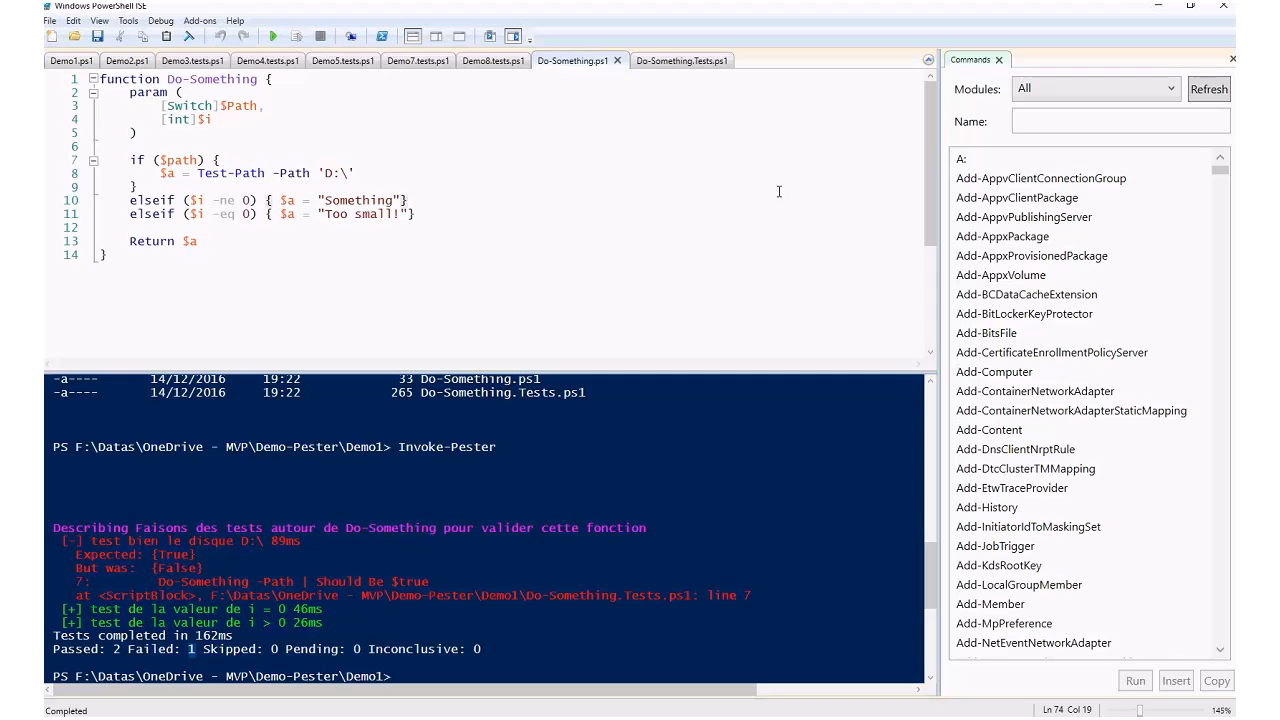 Windows PowerShell ISE
File Edit View Tools Debug Add-ons Help
Demo1.ps1 Demo2.ps1 Demo3.tests.ps1 Demo4.tests.ps1 Demo5.tests.ps1 Demo7.tests.ps1 Demo8.tests.ps1 Do-Something.ps1 Do-Something.Tests.ps1
1 function Do-Something {
2 param (
3 [Switch]$Path,
4 [int]$i
5 )
6
7 if ($path) {
8 $a = Test-Path -Path 'D:\'
9 }
10 elseif ($i -ne 0) { $a = "Something"}
11 elseif ($i -eq 0) { $a = "Too small!"}
12
13 Return $a
14 }
-a---- 14/12/2016 19:22 33 Do-Something.ps1
-a---- 14/12/2016 19:22 265 Do-Something.Tests.ps1
PS F:\Datas\OneDrive - MVP\Demo-Pester\Demo1> Invoke-Pester
Describing Faisons des tests autour de Do-Something pour valider cette fonction
[-] test bien le disque D:\ 89ms
Expected: {True}
But was: {False}
7: Do-Something -Path | Should Be $true
at <ScriptBlock>, F:\Datas\OneDrive - MVP\Demo-Pester\Demo1\Do-Something.Tests.ps1: line 7
[+] test de la valeur de i = 0 46ms
[+] test de la valeur de i > 0 26ms
Tests completed in 162ms
Passed: 2 Failed: 1 Skipped: 0 Pending: 0 Inconclusive: 0
PS F:\Datas\OneDrive - MVP\Demo-Pester\Demo1>
Commands
Modules: All Refresh
Name:
A:
Add-AppvClientConnectionGroup
Add-AppvClientPackage
Add-AppvPublishingServer
Add-AppxPackage
Add-AppxProvisionedPackage
Add-AppxVolume
Add-BCDataCacheExtension
Add-BitLockerKeyProtector
Add-BitsFile
Add-CertificateEnrollmentPolicyServer
Add-Computer
Add-ContainerNetworkAdapter
Add-ContainerNetworkAdapterStaticMapping
Add-Content
Add-DnsClientNrptRule
Add-DtcClusterTMMapping
Add-EtwTraceProvider
Add-History
Add-InitiatorIdToMaskingSet
Add-JobTrigger
Add-KdsRootKey
Add-LocalGroupMember
Add-Member
Add-MpPreference
Add-NetEventNetworkAdapter
Run Insert Copy
Completed Ln 74 Col 19 145%